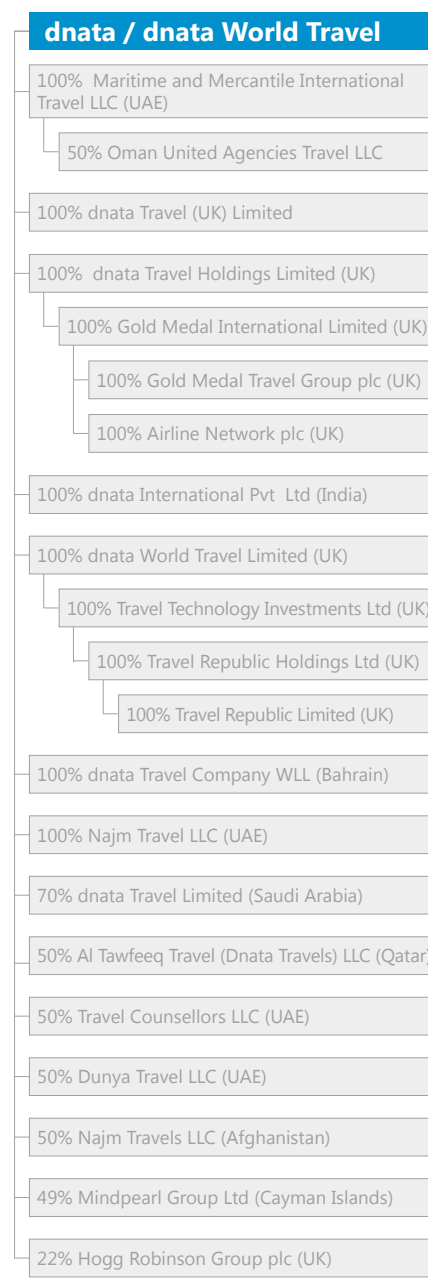 dnata / dnata World Travel
100% Maritime and Mercantile International
Travel LLC (UAE)
50% Oman United Agencies Travel LLC
100% dnata Travel (UK) Limited
100% dnata Travel Holdings Limited (UK)
100% Gold Medal International Limited (UK)
100% Gold Medal Travel Group plc (UK)
100% Airline Network plc (UK)
100% dnata International Pvt Ltd (India)
100% dnata World Travel Limited (UK)
100% Travel Technology Investments Ltd (UK)
100% Travel Republic Holdings Ltd (UK)
100% Travel Republic Limited (UK)
100% dnata Travel Company WLL (Bahrain)
100% Najm Travel LLC (UAE)
70% dnata Travel Limited (Saudi Arabia)
50% Al Tawfeeq Travel (Dnata Travels) LLC (Qatar)
50% Travel Counsellors LLC (UAE)
50% Dunya Travel LLC (UAE)
50% Najm Travels LLC (Afghanistan)
49% Mindpearl Group Ltd (Cayman Islands)
22% Hogg Robinson Group plc (UK)